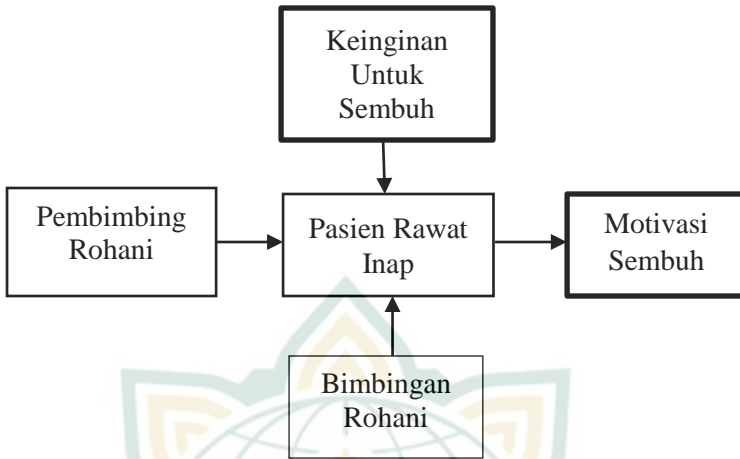 Keinginan
Untuk
Sembuh
Pembimbing
Rohani
Pasien Rawat
Inap
Motivasi
Sembuh
Bimbingan
Rohani